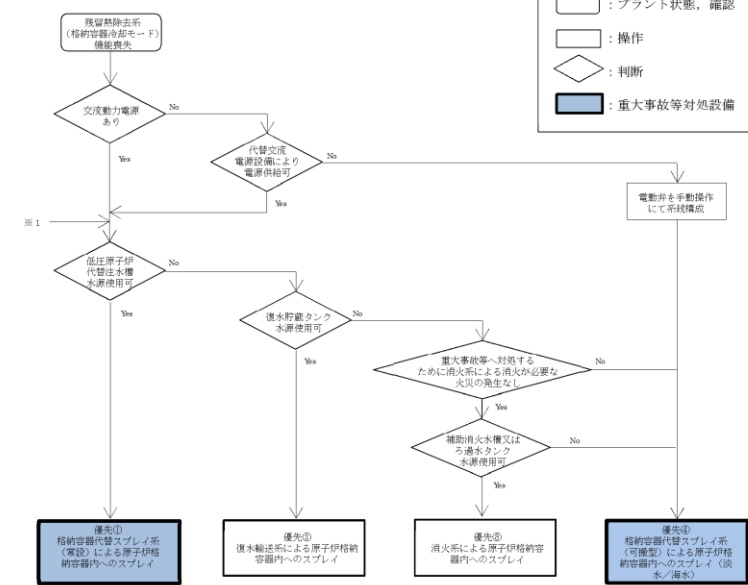 ：プラント状態，確認
：操作
：判断
：重大事故等対処設備
残留熱除去系
（格納容器冷却モード）
機能喪失
交流動力電源
あり
No
Yes
代替交流
電源設備により
電源供給可
No
Yes
電動弁を手動操作
にて系統構成
※１
低圧原子炉
代替注水槽
水源使用可
No
Yes
復水貯蔵タンク
水源使用可
No
Yes
重大事故等へ対処する
ために消火系による消火が必要な
火災の発生なし
No
Yes
補助消火水槽又は
ろ過水タンク
水源使用可
No
Yes
優先①
格納容器代替スプレイ系
（常設）による原子炉格
納容器内へのスプレイ
優先②
復水輸送系による原子炉格納
容器内へのスプレイ
優先③
消火系による原子炉格納容
器内へのスプレイ
優先④
格納容器代替スプレイ系
（可搬型）による原子炉格
納容器内へのスプレイ（淡
水／海水）